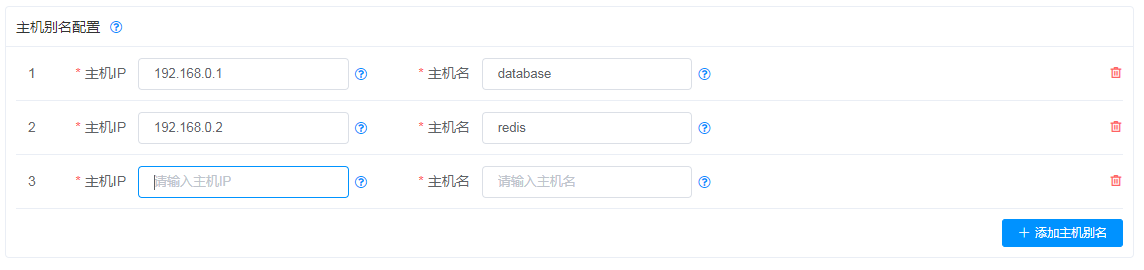 主机别名配置
1 * 主机IP 192.168.0.1 * 主机名 database
2 * 主机IP 192.168.0.2 * 主机名 redis
3 * 主机IP 请输入主机IP * 主机名 请输入主机名
+ 添加主机别名